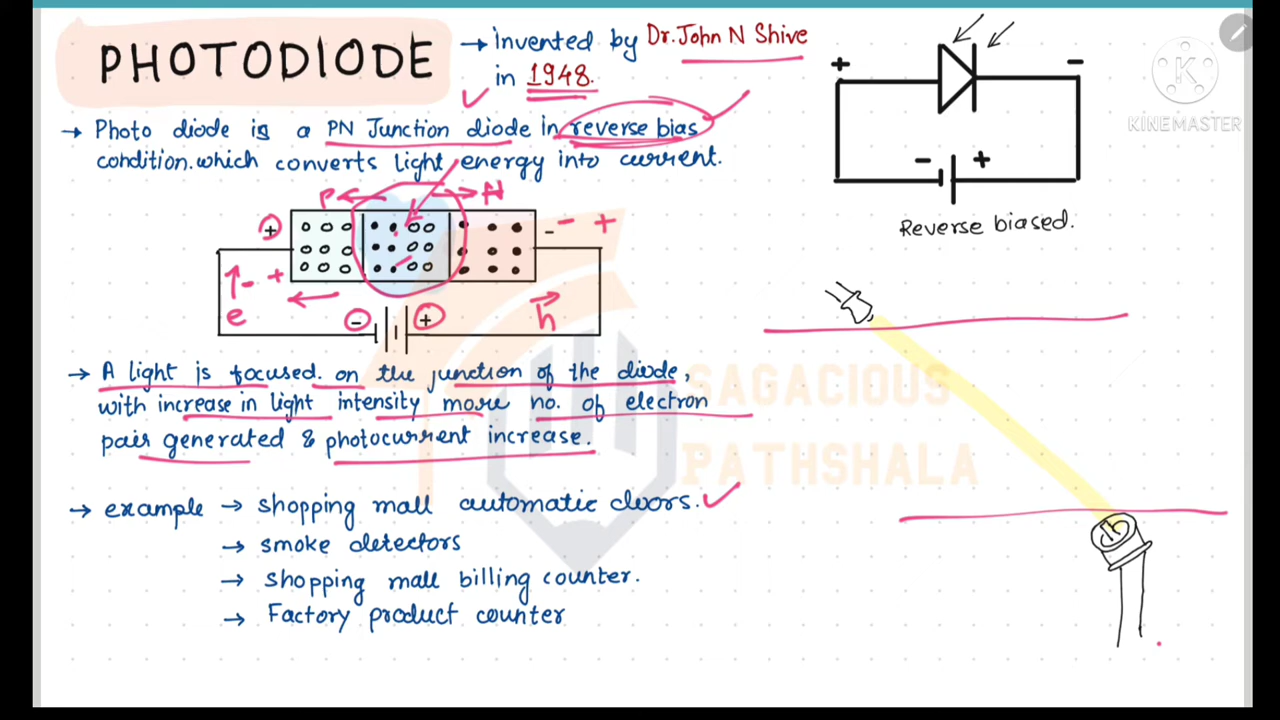 PHOTODIODE
→ invented by Dr. John N Shive
in 1948.
→ Photo diode is a PN Junction diode in reverse bias
condition. which converts light energy into current.
+ -
- +
Reverse biased.
K
KINEMASTER
P N
+ - - +
- +
e
- + h
→ A light is focused on the junction of the diode,
with increase in light intensity more no. of electron
pair generated & photocurrent increase.
→ example → shopping mall automatic doors.
→ smoke detectors
→ shopping mall billing counter.
→ Factory product counter
SAGACIOUS
PATHSHALA